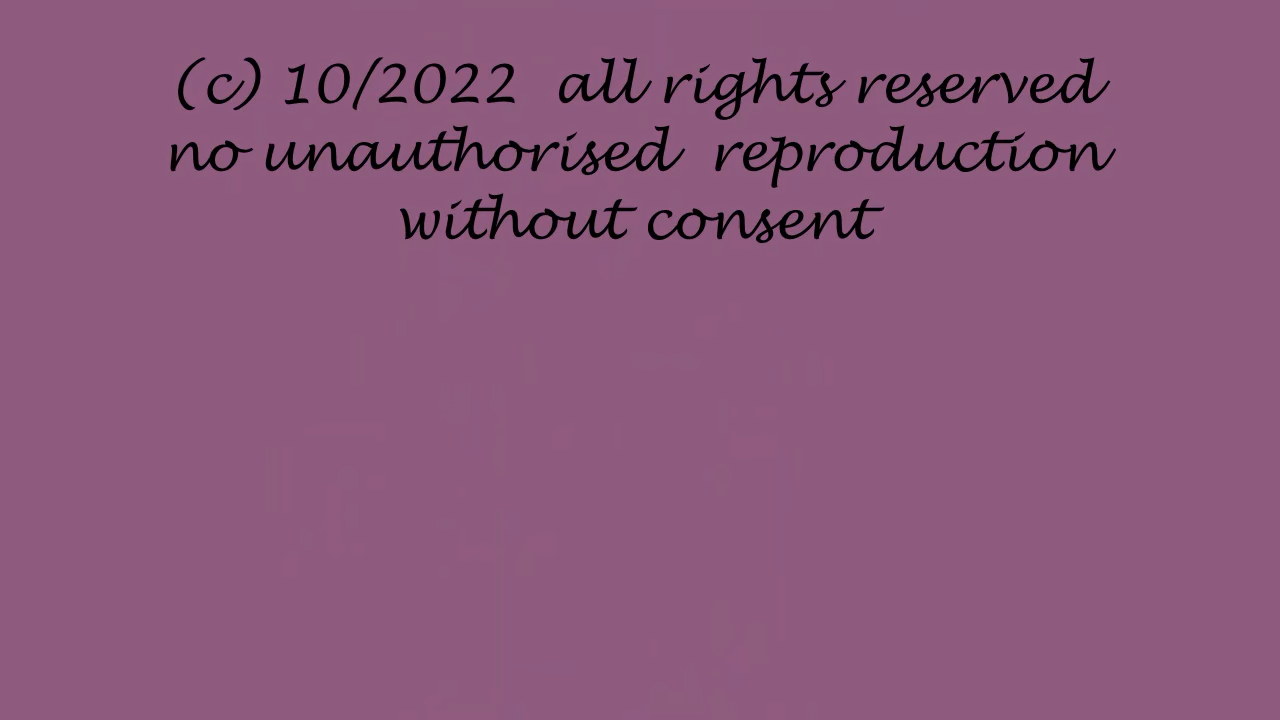 (c) 10/2022 all rights reserved
no unauthorised reproduction
without consent